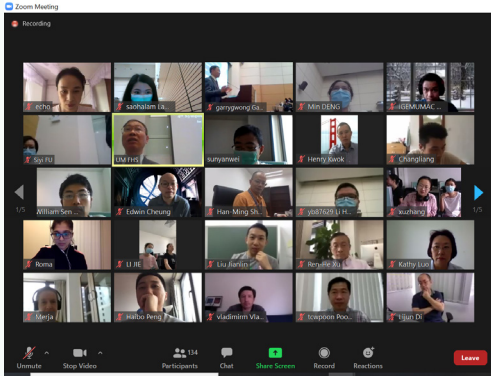 Zoom Meeting
Recording
echo
saohalam La...
garrygwong Ga...
Min DENG
IGEMUMAC ...
Siyi FU
UM FHS
sunyanwei
Henry Kwok
Changliang
William Sen ...
Edwin Cheung
Han-Ming Sh...
yb87629 Li H...
xuzhang
1/5
1/5
Roma
LI JIE
Liu Jianlin
Ren-He Xu
Kathy Luo
Merja
Haibo Peng
vladimirm Vla...
tcwpoon Poo...
Lijun Di
Unmute
Stop Video
134
Participants
Chat
Share Screen
Record
Reactions
Leave